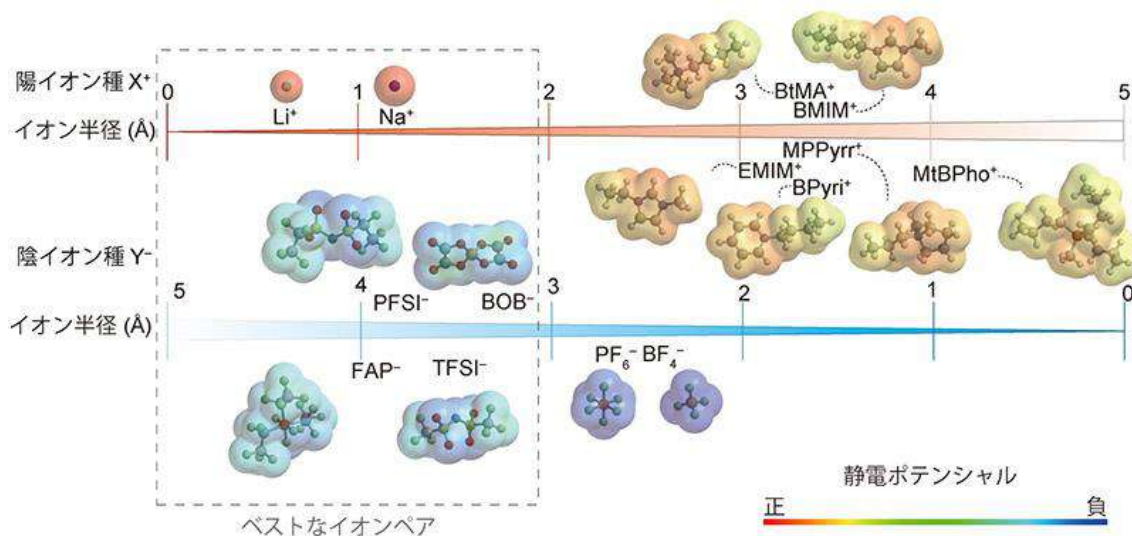 陽イオン種 X⁺
イオン半径 (Å)
0 1 2 3 4 5
Li⁺ Na⁺
BtMA⁺
BMIM⁺
MPPyrr⁺
EMIM⁺
BPyri⁺
MtBPho⁺
陰イオン種 Y⁻
イオン半径 (Å)
5 4 3 2 1 0
PFSI⁻ BOB⁻
FAP⁻ TFSI⁻
PF₆⁻ BF₄⁻
静電ポテンシャル
正 負
ベストなイオンペア